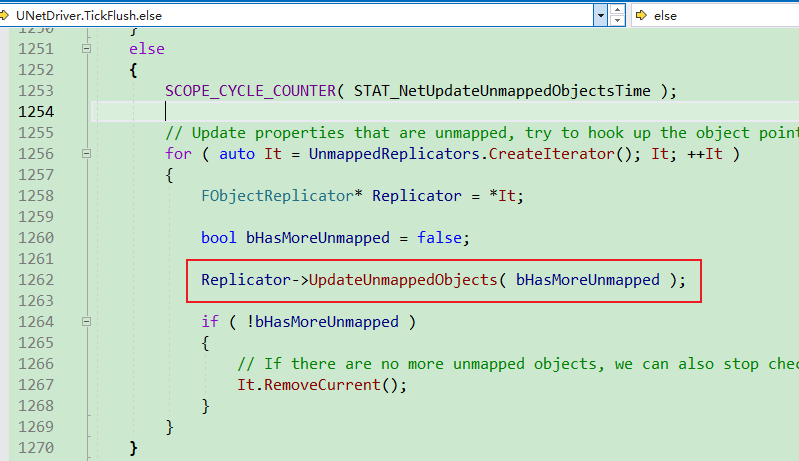 UNetDriver.TickFlush.else else
1250 }
1251 else
1252 {
1253 SCOPE_CYCLE_COUNTER( STAT_NetUpdateUnmappedObjectsTime );
1254
1255 // Update properties that are unmapped, try to hook up the object point
1256 for ( auto It = UnmappedReplicators.CreateIterator(); It; ++It )
1257 {
1258 FObjectReplicator* Replicator = *It;
1259
1260 bool bHasMoreUnmapped = false;
1261
1262 Replicator->UpdateUnmappedObjects( bHasMoreUnmapped );
1263
1264 if ( !bHasMoreUnmapped )
1265 {
1266 // If there are no more unmapped objects, we can also stop chec
1267 It.RemoveCurrent();
1268 }
1269 }
1270 }